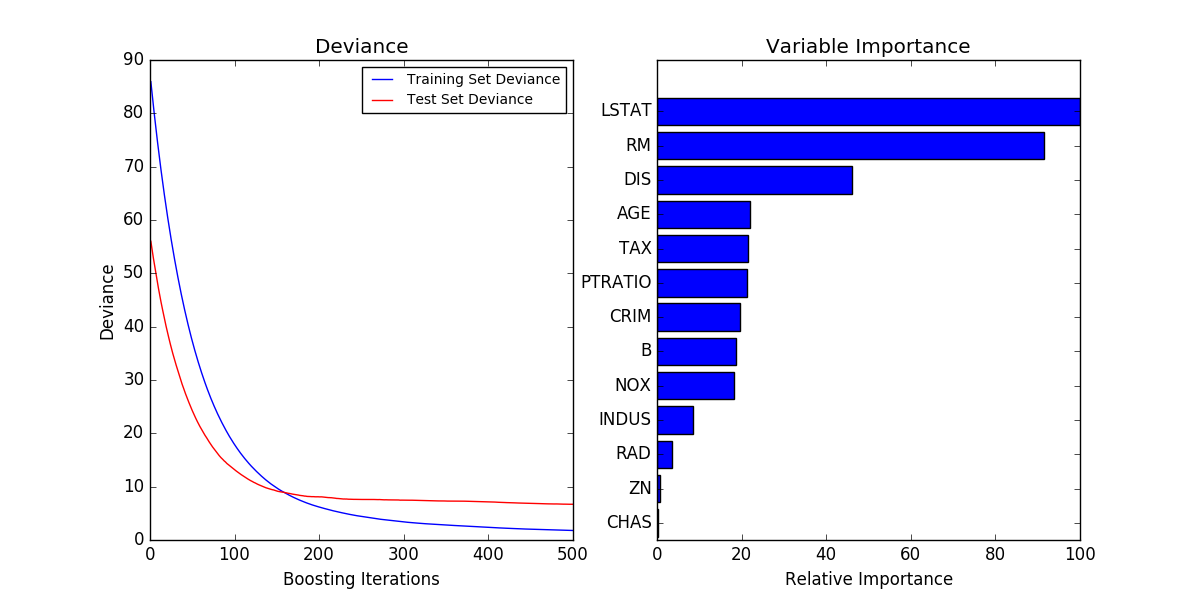 Deviance
90
80
70
60
50
40
30
20
10
0
Deviance
0 100 200 300 400 500
Boosting Iterations
Training Set Deviance
Test Set Deviance
Variable Importance
LSTAT
RM
DIS
AGE
TAX
PTRATIO
CRIM
B
NOX
INDUS
RAD
ZN
CHAS
0 20 40 60 80 100
Relative Importance